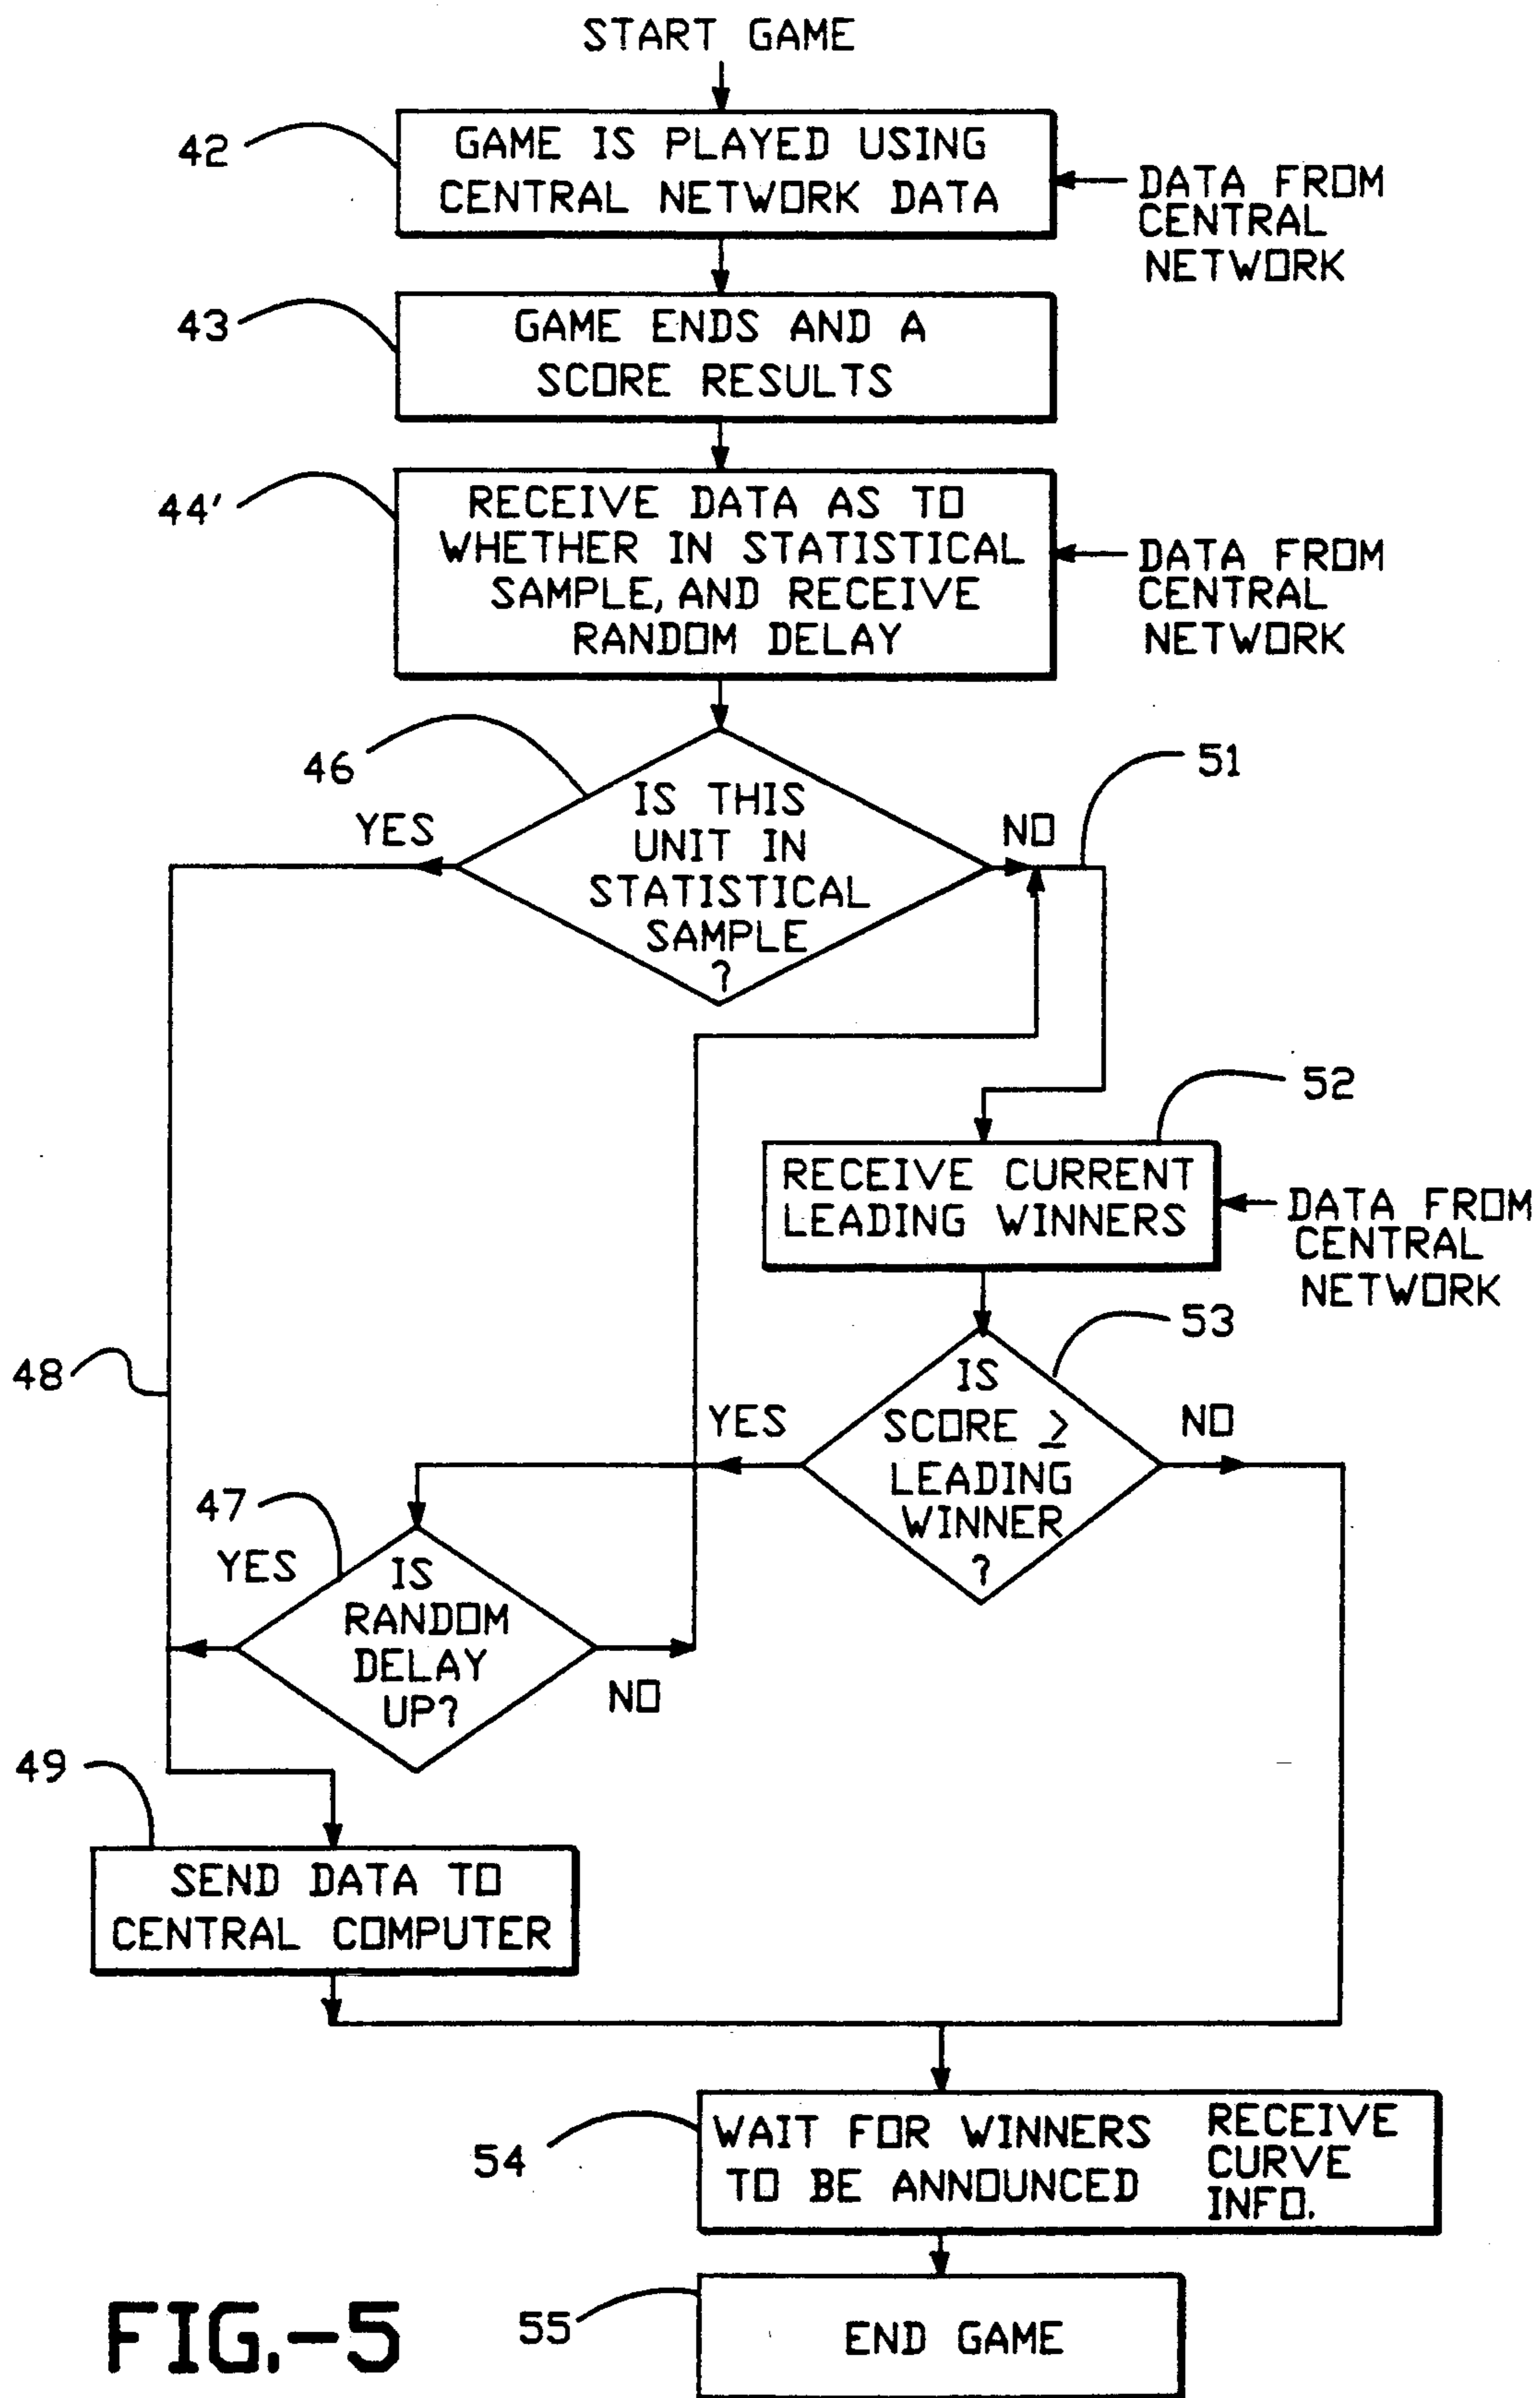 START GAME
42
GAME IS PLAYED USING
CENTRAL NETWORK DATA
DATA FROM
CENTRAL
NETWORK
43
GAME ENDS AND A
SCORE RESULTS
44'
RECEIVE DATA AS TO
WHETHER IN STATISTICAL
SAMPLE, AND RECEIVE
RANDOM DELAY
DATA FROM
CENTRAL
NETWORK
46
IS THIS
UNIT IN
STATISTICAL
SAMPLE
?
YES
NO
51
52
RECEIVE CURRENT
LEADING WINNERS
DATA FROM
CENTRAL
NETWORK
53
IS
SCORE ≥
LEADING
WINNER
?
YES
NO
48
47
YES
IS
RANDOM
DELAY
UP?
NO
49
SEND DATA TO
CENTRAL COMPUTER
54
WAIT FOR WINNERS
TO BE ANNOUNCED
RECEIVE
CURVE
INFO.
55
END GAME
FIG.-5